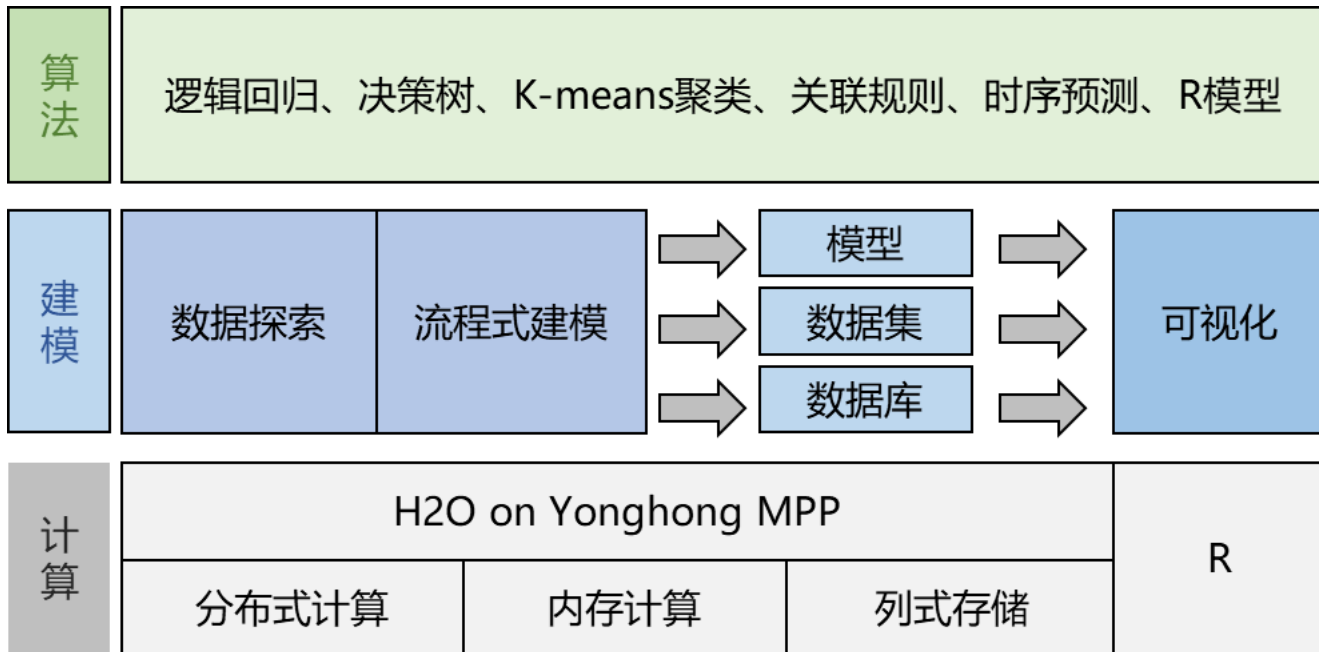 算法
逻辑回归、决策树、K-means聚类、关联规则、时序预测、R模型
建模
数据探索
流程式建模
模型
数据集
数据库
可视化
计算
H2O on Yonghong MPP
R
分布式计算
内存计算
列式存储